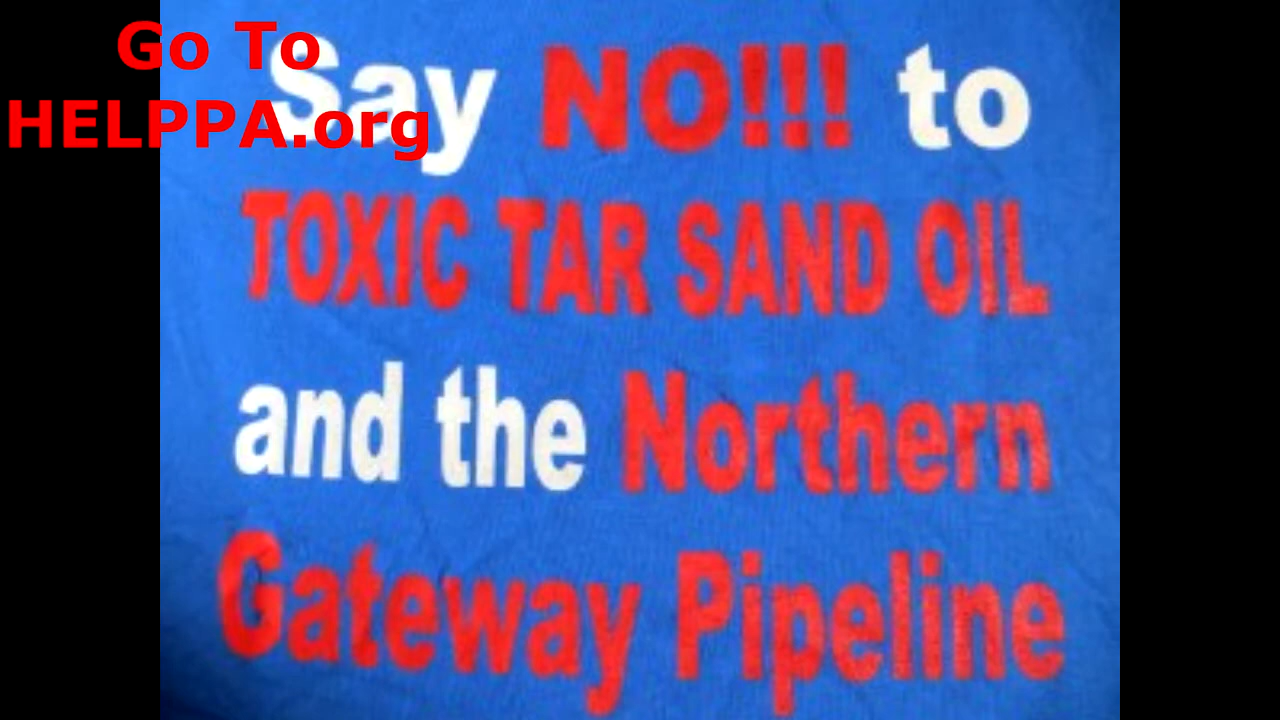 Go To
HELPPA.org
Say NO!!! to
TOXIC TAR SAND OIL
and the Northern
Gateway Pipeline